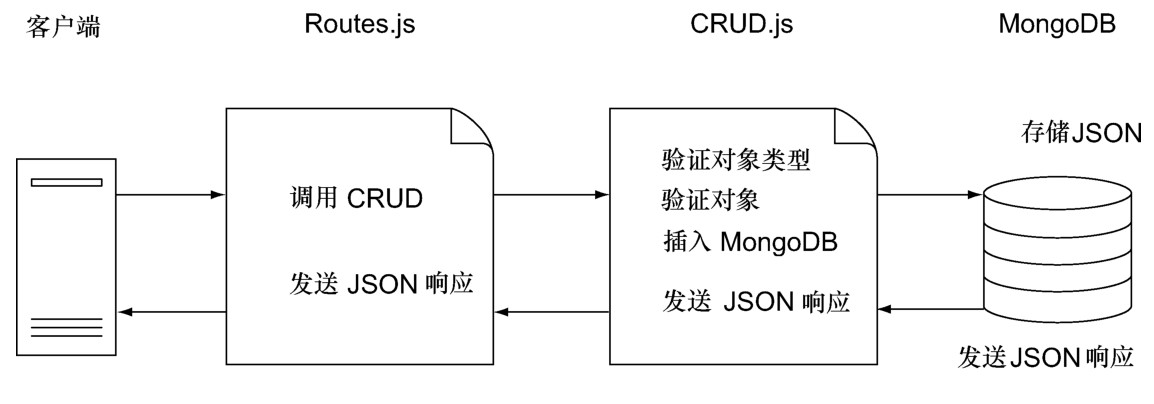 客户端
Routes.js
CRUD.js
MongoDB
调用 CRUD
发送 JSON 响应
验证对象类型
验证对象
插入 MongoDB
发送 JSON 响应
存储JSON
发送JSON 响应